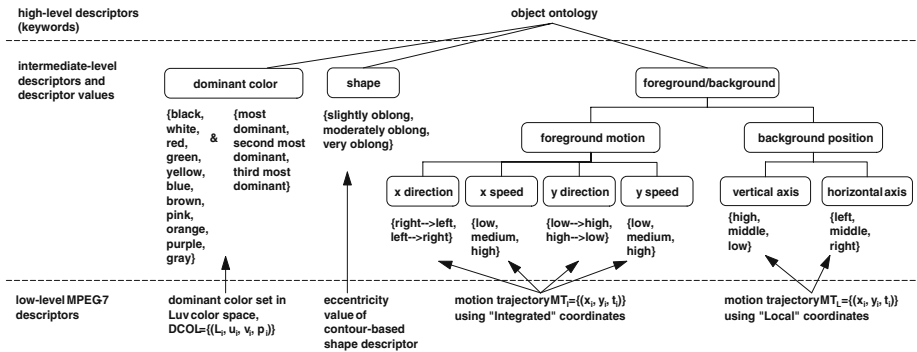 high-level descriptors
(keywords)
object ontology
intermediate-level
descriptors and
descriptor values
dominant color
shape
foreground/background
{black,
white,
red,
green,
yellow,
blue,
brown,
pink,
orange,
purple,
gray}
&
{most
dominant,
second most
dominant,
third most
dominant}
{slightly oblong,
moderately oblong,
very oblong}
foreground motion
background position
x direction
x speed
y direction
y speed
vertical axis
horizontal axis
{right-->left,
left-->right}
{low,
medium,
high}
{low-->high,
high-->low}
{low,
medium,
high}
{high,
middle,
low}
{left,
middle,
right}
low-level MPEG-7
descriptors
dominant color set in
Luv color space,
DCOL={(Lᵢ, uᵢ, vᵢ, pᵢ)}
eccentricity
value of
contour-based
shape descriptor
motion trajectory MTᵢ={(xᵢ, yᵢ, tᵢ)}
using "Integrated" coordinates
motion trajectory MT_L={(xᵢ, yᵢ, tᵢ)}
using "Local" coordinates